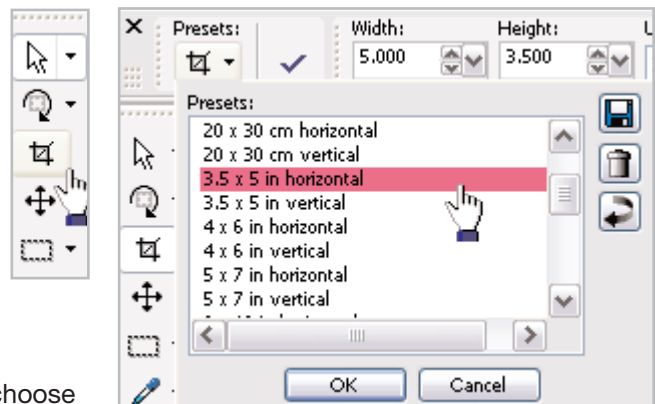 Presets: Width: Height:
5.000 3.500
Presets:
20 x 30 cm horizontal
20 x 30 cm vertical
3.5 x 5 in horizontal
3.5 x 5 in vertical
4 x 6 in horizontal
4 x 6 in vertical
5 x 7 in horizontal
5 x 7 in vertical
OK Cancel
choose